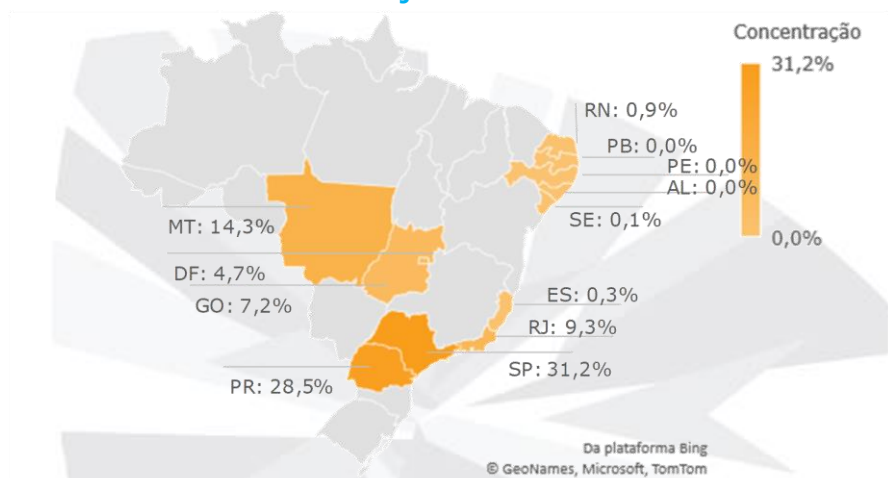 Concentração
31,2%
RN: 0,9%
PB: 0,0%
PE: 0,0%
AL: 0,0%
SE: 0,1%
0,0%
MT: 14,3%
DF: 4,7%
GO: 7,2%
ES: 0,3%
RJ: 9,3%
SP: 31,2%
PR: 28,5%
Da plataforma Bing
© GeoNames, Microsoft, TomTom